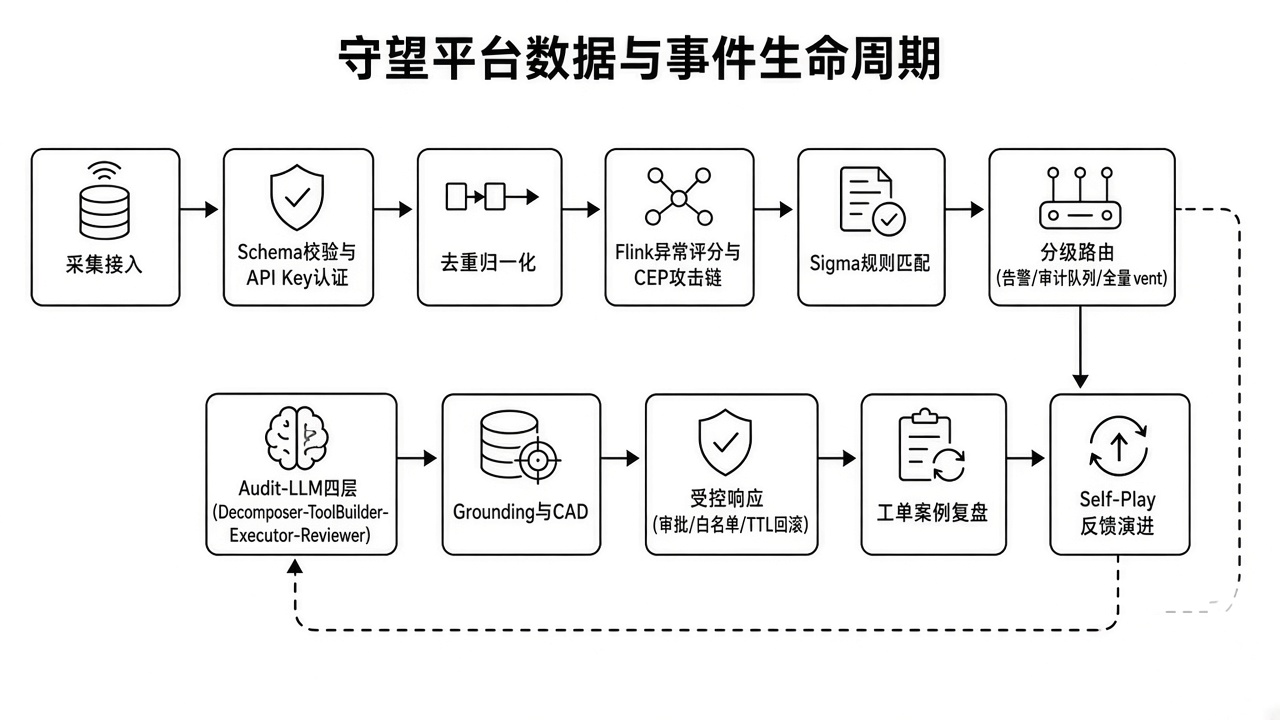 守望平台数据与事件生命周期
采集接入
Schema校验与
API Key认证
去重归一化
Flink异常评分与
CEP攻击链
Sigma规则匹配
分级路由
(告警/审计队列/全量vent)
Audit-LLM四层
(Decomposer-ToolBuilder-
Executor-Reviewer)
Grounding与CAD
受控响应
(审批/白名单/TTL回滚)
工单案例复盘
Self-Play
反馈演进